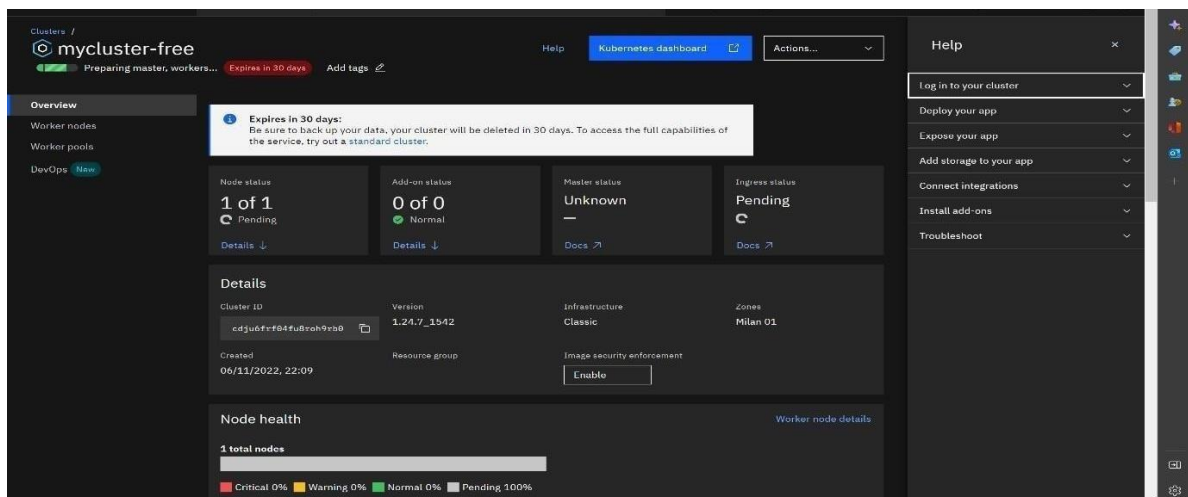 Clusters /
mycluster-free
Help
Kubernetes dashboard
Actions...
Preparing master, workers...
Expires in 30 days
Add tags
Overview
Worker nodes
Worker pools
DevOps New
Expires in 30 days:
Be sure to back up your data, your cluster will be deleted in 30 days. To access the full capabilities of
the service, try out a standard cluster.
Node status
1 of 1
Pending
Details ↓
Add-on status
0 of 0
Normal
Details ↓
Master status
Unknown
—
Docs ↗
Ingress status
Pending
Docs ↗
Details
Cluster ID
cdju6frf04fu8roh9rb0
Version
1.24.7_1542
Infrastructure
Classic
Zones
Milan 01
Created
06/11/2022, 22:09
Resource group
Image security enforcement
Enable
Node health
Worker node details
1 total nodes
Critical 0% Warning 0% Normal 0% Pending 100%
Help
Log in to your cluster
Deploy your app
Expose your app
Add storage to your app
Connect integrations
Install add-ons
Troubleshoot